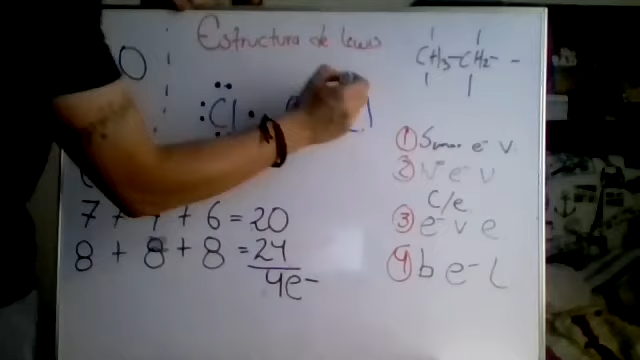 Estructura de lewis
CH3-CH2- -
O
Cl
7 + 7 + 6 = 20
8 + 8 + 8 = 24
4e-
① Suman e- v
② N° e- v
C/e
③ e- v e
④ b e- L